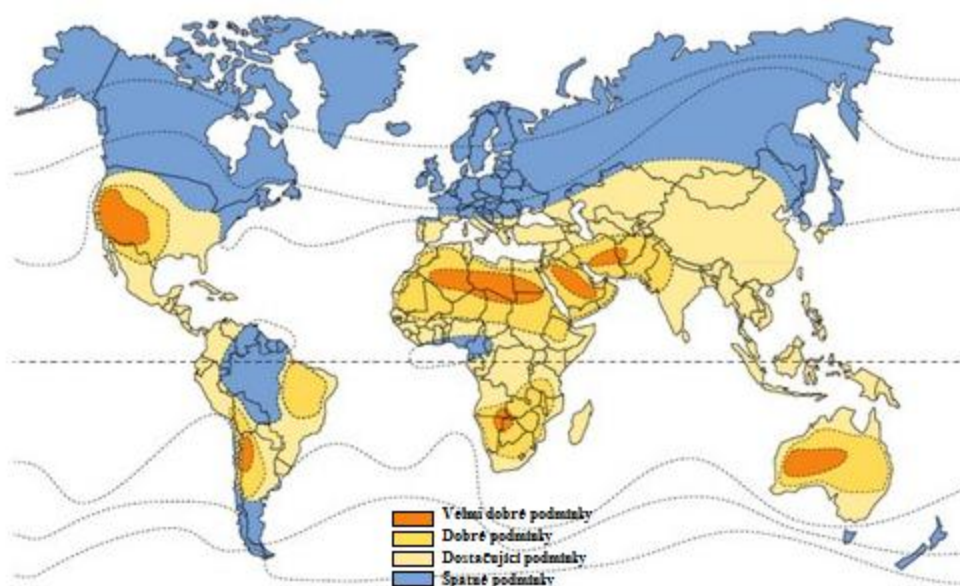 Velmi dobré podmínky
Dobré podmínky
Dostačující podmínky
Špatné podmínky